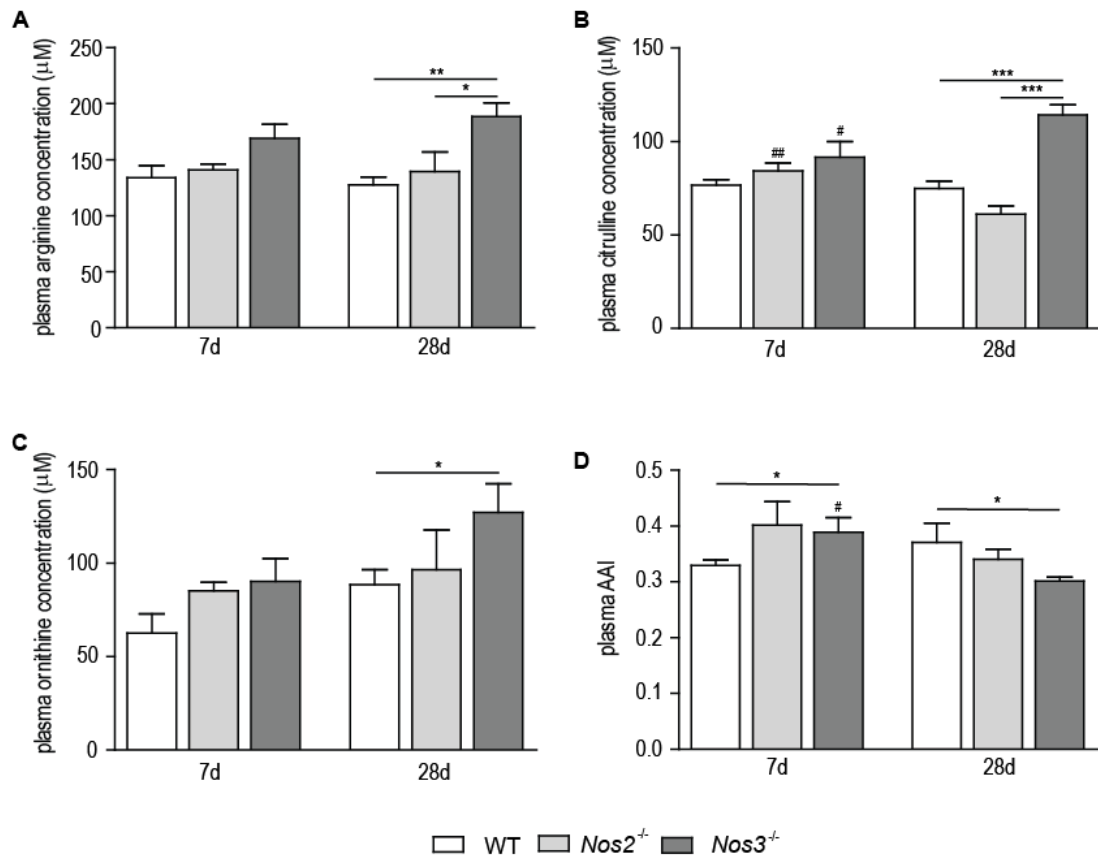 A
plasma arginine concentration (µM)
250
200
150
100
50
0
**
*
7d
28d
B
plasma citrulline concentration (µM)
150
100
50
0
##
#
***
***
7d
28d
C
plasma ornithine concentration (µM)
150
100
50
0
*
7d
28d
D
plasma AAI
0.5
0.4
0.3
0.2
0.1
0.0
*
#
*
7d
28d
WT Nos2-/- Nos3-/-